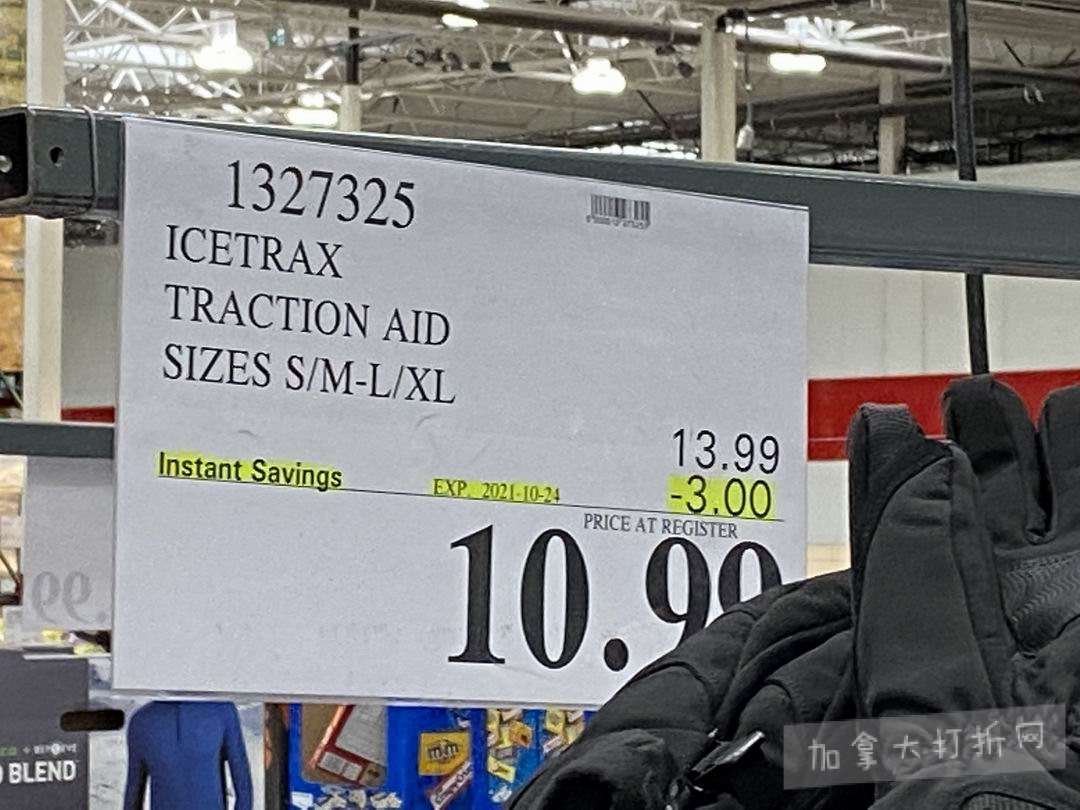 1327325
ICETRAX
TRACTION AID
SIZES S/M-L/XL
13.99
Instant Savings
EXP. 2021-10-24
-3.00
PRICE AT REGISTER
10.99
.99
BLEND
m&m
加拿大打折网